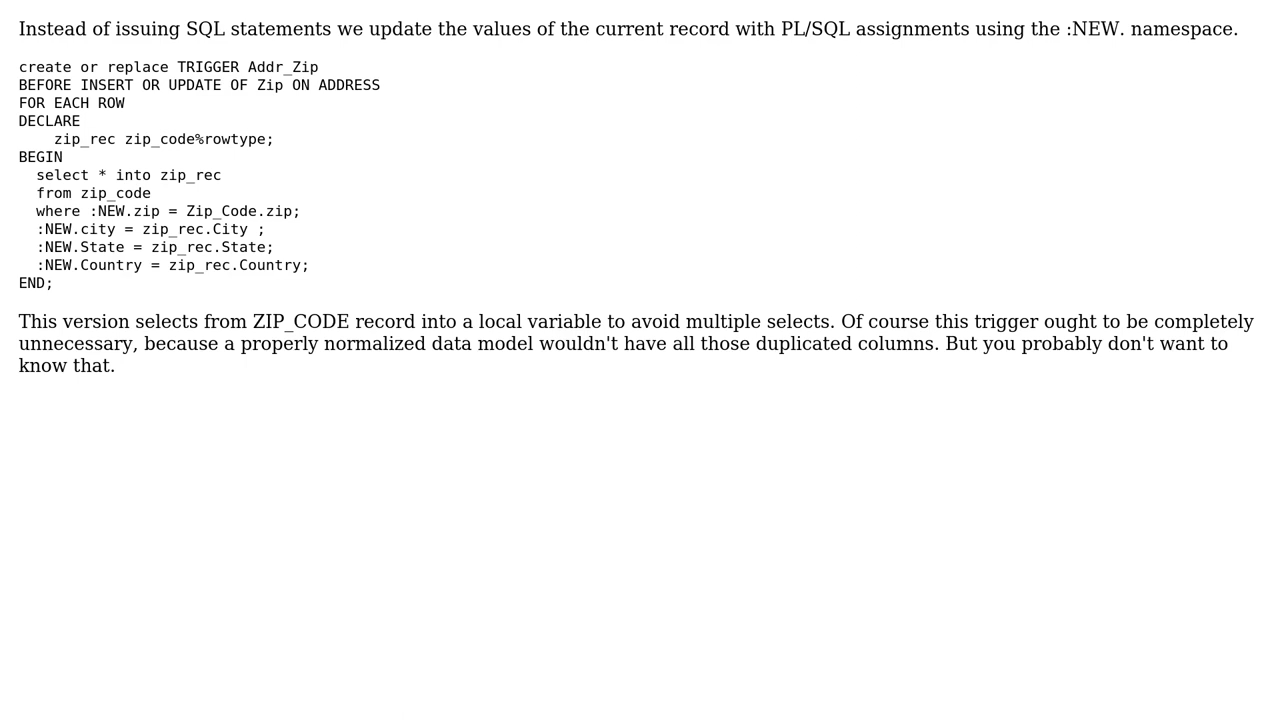 Instead of issuing SQL statements we update the values of the current record with PL/SQL assignments using the :NEW. namespace.
create or replace TRIGGER Addr_Zip
BEFORE INSERT OR UPDATE OF Zip ON ADDRESS
FOR EACH ROW
DECLARE
    zip_rec zip_code%rowtype;
BEGIN
  select * into zip_rec
  from zip_code
  where :NEW.zip = Zip_Code.zip;
  :NEW.city = zip_rec.City ;
  :NEW.State = zip_rec.State;
  :NEW.Country = zip_rec.Country;
END;
This version selects from ZIP_CODE record into a local variable to avoid multiple selects. Of course this trigger ought to be completely
unnecessary, because a properly normalized data model wouldn't have all those duplicated columns. But you probably don't want to
know that.